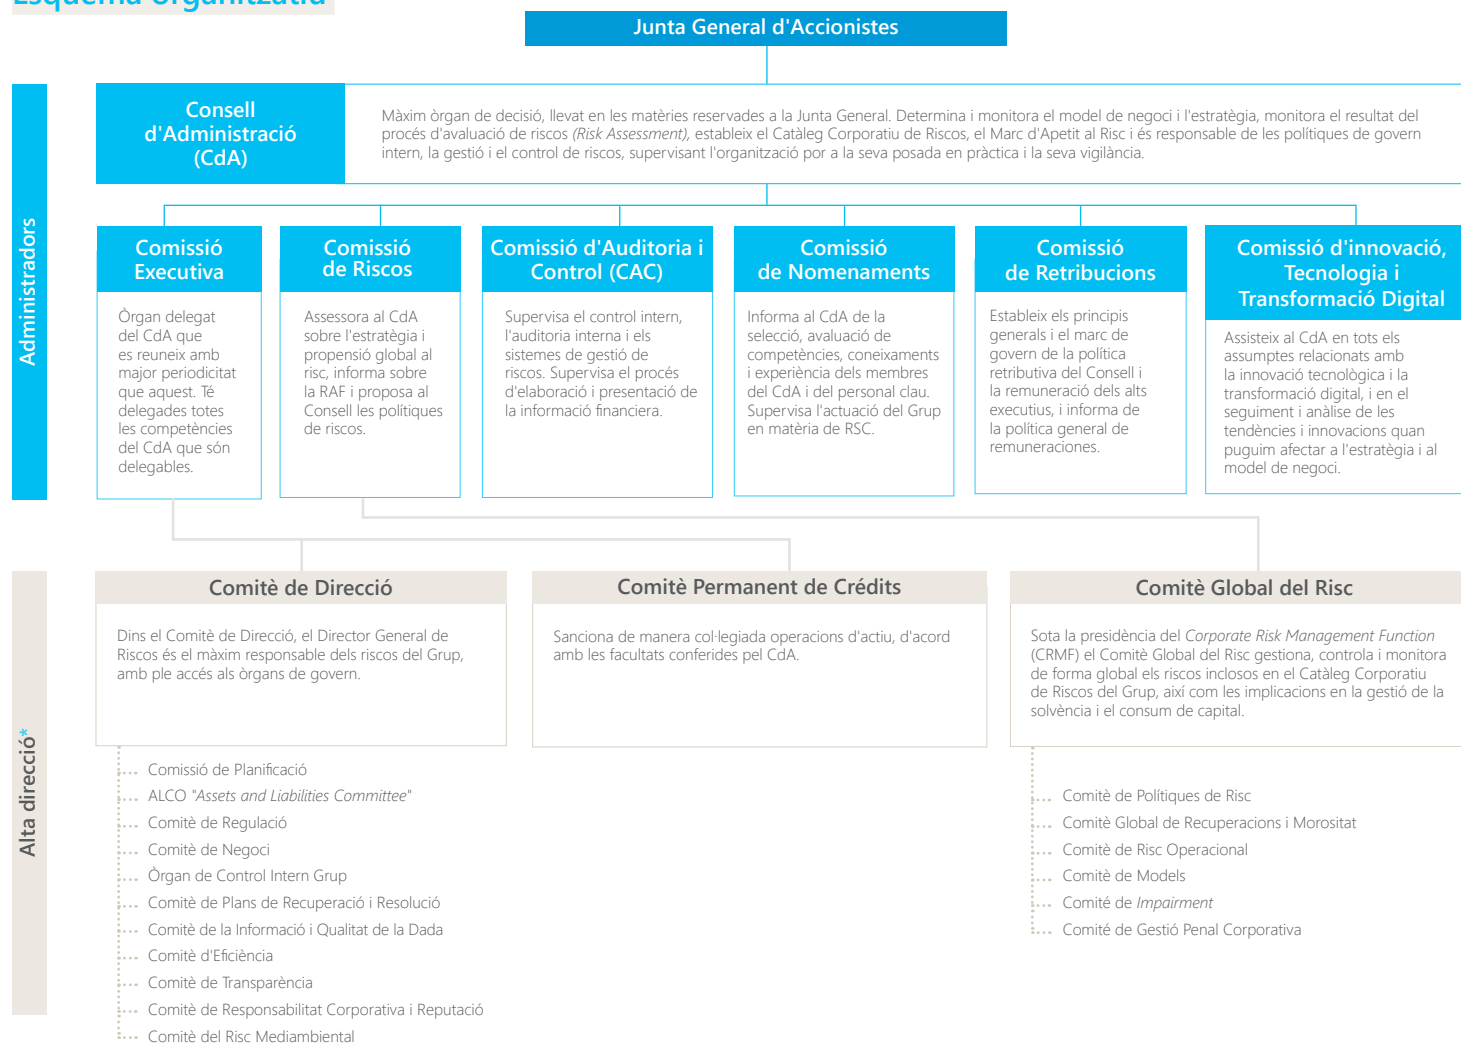 Esquema organitzatiu
Junta General d'Accionistes
Administradors
Consell
d'Administració
(CdA)
Màxim òrgan de decisió, llevat en les matèries reservades a la Junta General. Determina i monitora el model de negoci i l'estratègia, monitora el resultat del
procés d'avaluació de riscos (Risk Assessment), estableix el Catàleg Corporatiu de Riscos, el Marc d'Apetit al Risc i és responsable de les polítiques de govern
intern, la gestió i el control de riscos, supervisant l'organització por a la seva posada en pràctica i la seva vigilància.
Comissió
Executiva
Òrgan delegat
del CdA que
es reuneix amb
major periodicitat
que aquest. Té
delegades totes
les competències
del CdA que són
delegables.
Comissió
de Riscos
Assessora al CdA
sobre l'estratègia i
propensió global al
risc, informa sobre
la RAF i proposa al
Consell les polítiques
de riscos.
Comissió d'Auditoria i
Control (CAC)
Supervisa el control intern,
l'auditoria interna i els
sistemes de gestió de
riscos. Supervisa el procés
d'elaboració i presentació de
la informació financera.
Comissió
de Nomenaments
Informa al CdA de la
selecció, avaluació de
competències, coneixaments
i experiència dels membres
del CdA i del personal clau.
Supervisa l'actuació del Grup
en matèria de RSC.
Comissió
de Retribucions
Estableix els principis
generals i el marc de
govern de la política
retributiva del Consell i
la remuneració dels alts
executius, i informa de
la política general de
remuneraciones.
Comissió d'innovació,
Tecnologia i
Transformació Digital
Assisteix al CdA en tots els
assumptes relacionats amb
la innovació tecnològica i la
transformació digital, i en el
seguiment i anàlise de les
tendències i innovacions quan
puguim afectar a l'estratègia i al
model de negoci.
Alta direcció*
Comitè de Direcció
Dins el Comitè de Direcció, el Director General de
Riscos és el màxim responsable dels riscos del Grup,
amb ple accés als òrgans de govern.
Comissió de Planificació
ALCO "Assets and Liabilities Committee"
Comitè de Regulació
Comitè de Negoci
Òrgan de Control Intern Grup
Comitè de Plans de Recuperació i Resolució
Comitè de la Informació i Qualitat de la Dada
Comitè d'Eficiència
Comitè de Transparència
Comitè de Responsabilitat Corporativa i Reputació
Comitè del Risc Mediambiental
Comitè Permanent de Crédits
Sanciona de manera col·legiada operacions d'actiu, d'acord
amb les facultats conferides pel CdA.
Comitè Global del Risc
Sota la presidència del Corporate Risk Management Function
(CRMF) el Comitè Global del Risc gestiona, controla i monitora
de forma global els riscos inclosos en el Catàleg Corporatiu
de Riscos del Grup, així com les implicacions en la gestió de la
solvència i el consum de capital.
Comitè de Polítiques de Risc
Comitè Global de Recuperacions i Morositat
Comitè de Risc Operacional
Comitè de Models
Comité de Impairment
Comité de Gestió Penal Corporativa